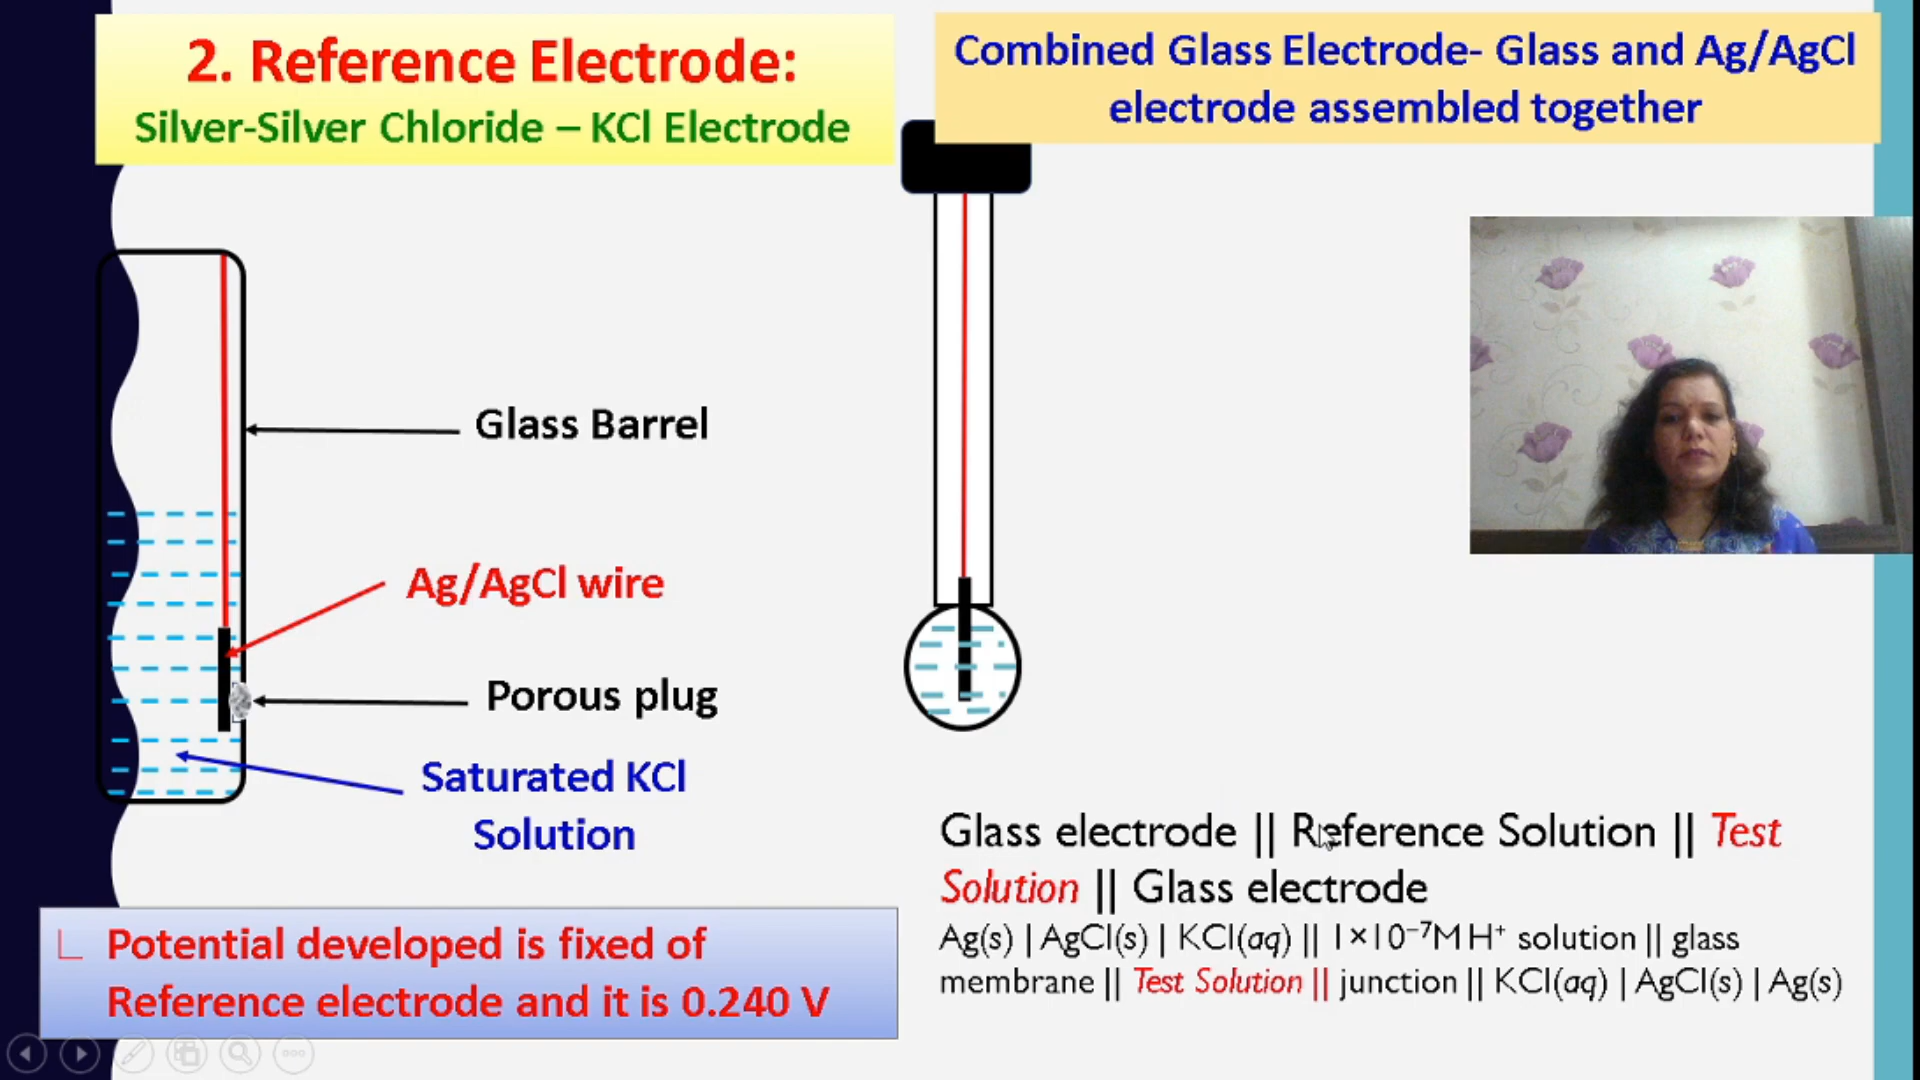 2. Reference Electrode:
Silver-Silver Chloride – KCl Electrode
Combined Glass Electrode- Glass and Ag/AgCl
electrode assembled together
Glass Barrel
Ag/AgCl wire
Porous plug
Saturated KCl
Solution
Potential developed is fixed of
Reference electrode and it is 0.240 V
Glass electrode || Reference Solution || Test
Solution || Glass electrode
Ag(s) | AgCl(s) | KCl(aq) || 1×10⁻⁷M H⁺ solution || glass
membrane || Test Solution || junction || KCl(aq) | AgCl(s) | Ag(s)